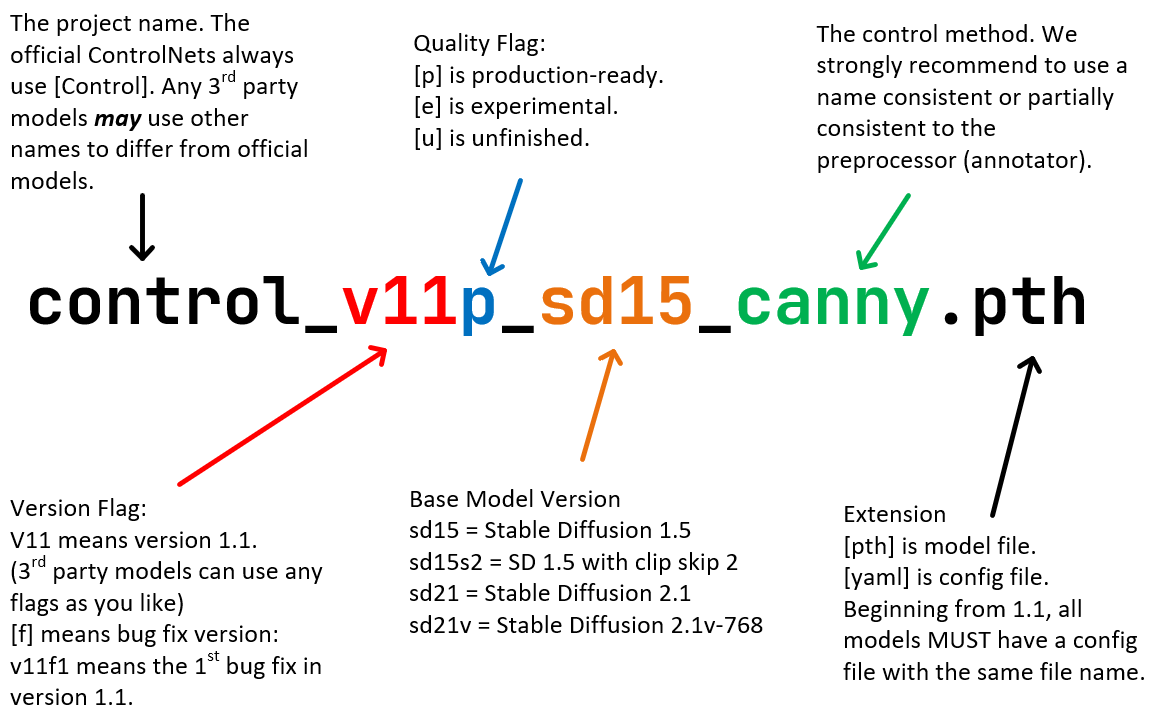 The project name. The
official ControlNets always
use [Control]. Any 3rd party
models may use other
names to differ from official
models.
Quality Flag:
[p] is production-ready.
[e] is experimental.
[u] is unfinished.
The control method. We
strongly recommend to use a
name consistent or partially
consistent to the
preprocessor (annotator).
control_v11p_sd15_canny.pth
Version Flag:
V11 means version 1.1.
(3rd party models can use any
flags as you like)
[f] means bug fix version:
v11f1 means the 1st bug fix in
version 1.1.
Base Model Version
sd15 = Stable Diffusion 1.5
sd15s2 = SD 1.5 with clip skip 2
sd21 = Stable Diffusion 2.1
sd21v = Stable Diffusion 2.1v-768
Extension
[pth] is model file.
[yaml] is config file.
Beginning from 1.1, all
models MUST have a config
file with the same file name.